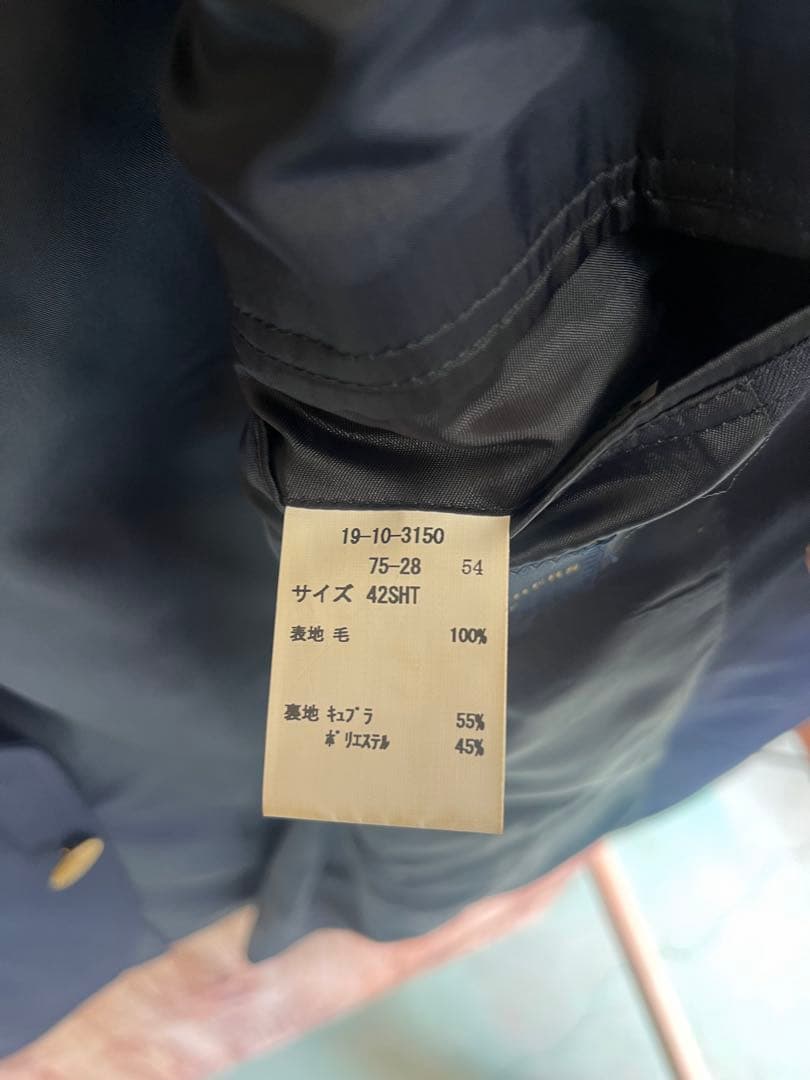 19-10-3150
75-28 54
サイズ 42SHT
表地 毛 100%
裏地 ｷｭﾌﾟﾗ 55%
ﾎﾟﾘｴｽﾃﾙ 45%